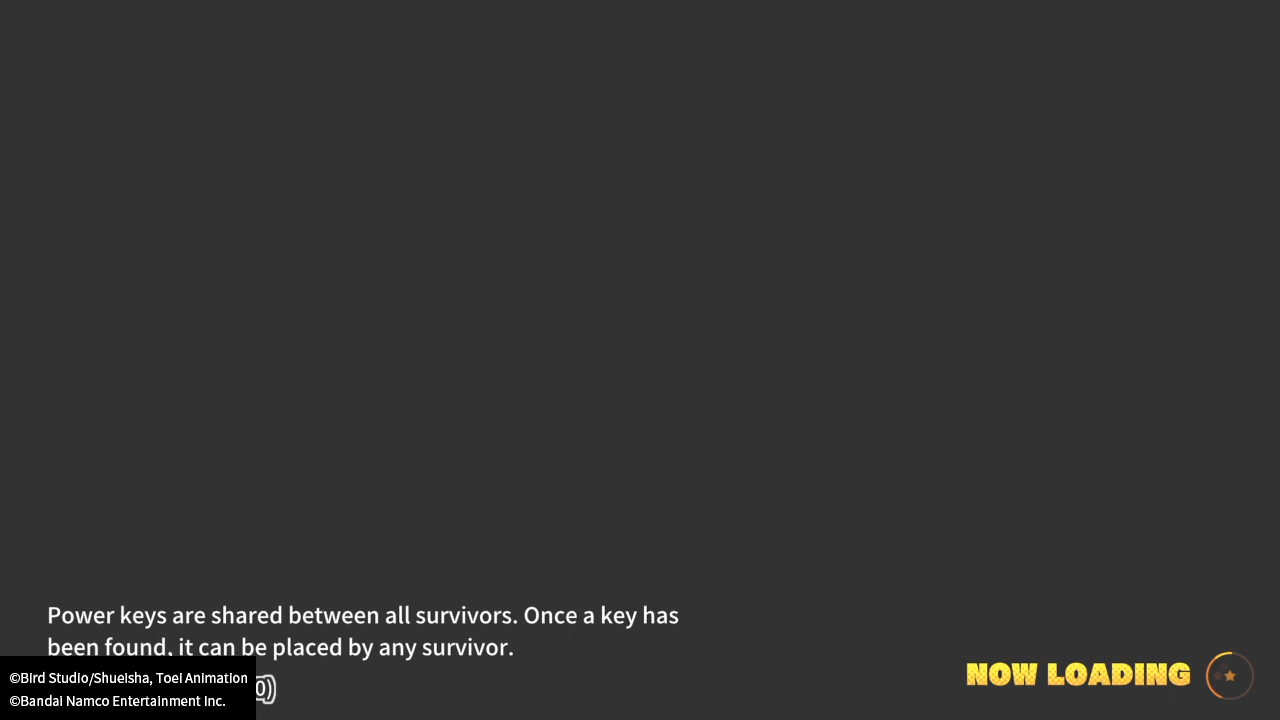 Power keys are shared between all survivors. Once a key has
been found, it can be placed by any survivor.
©Bird Studio/Shueisha, Toei Animation
©Bandai Namco Entertainment Inc.
NOW LOADING